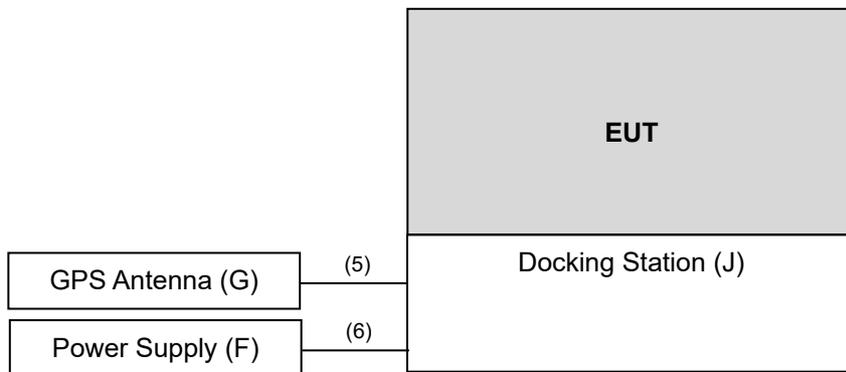 EUT
Docking Station (J)
GPS Antenna (G)
(5)
Power Supply (F)
(6)